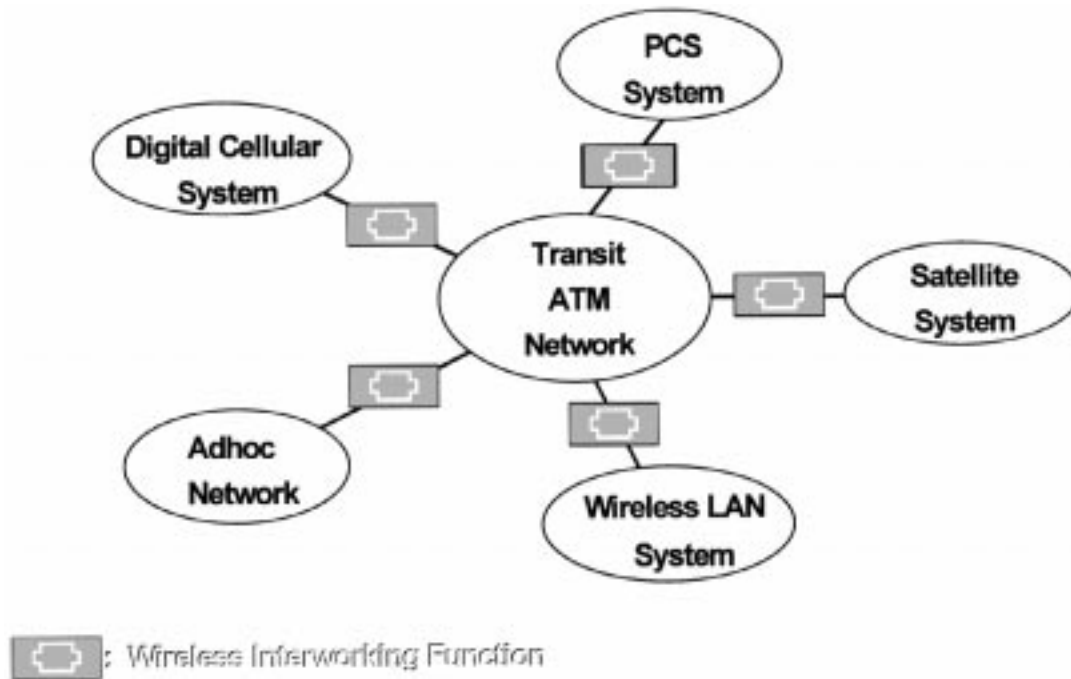 PCS
System
Digital Cellular
System
Transit
ATM
Network
Satellite
System
Adhoc
Network
Wireless LAN
System
: Wireless Interworking Function